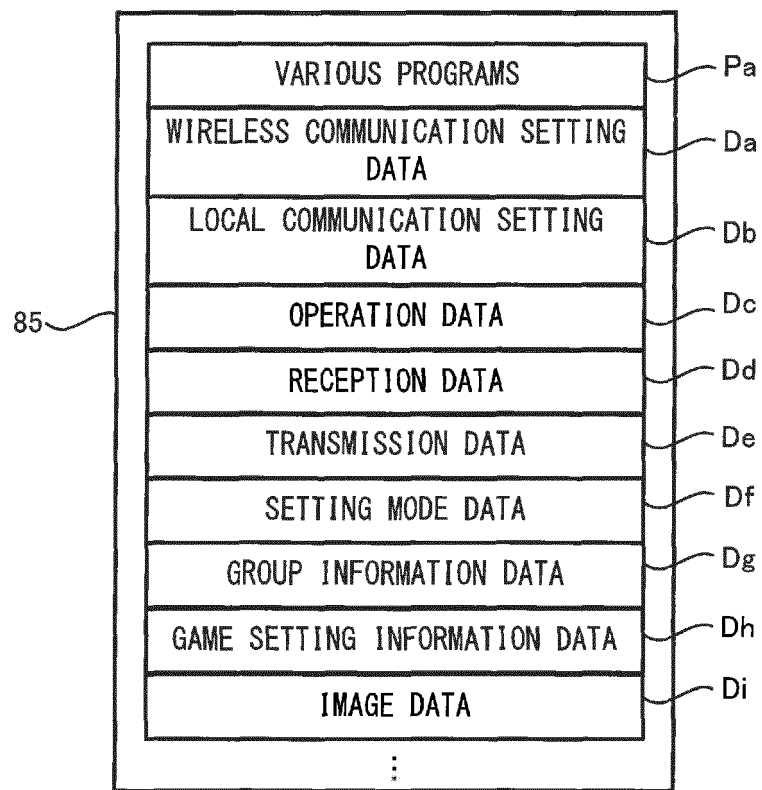 VARIOUS PROGRAMS Pa
WIRELESS COMMUNICATION SETTING
DATA Da
LOCAL COMMUNICATION SETTING
DATA Db
85
OPERATION DATA Dc
RECEPTION DATA Dd
TRANSMISSION DATA De
SETTING MODE DATA Df
GROUP INFORMATION DATA Dg
GAME SETTING INFORMATION DATA Dh
IMAGE DATA Di
⋮